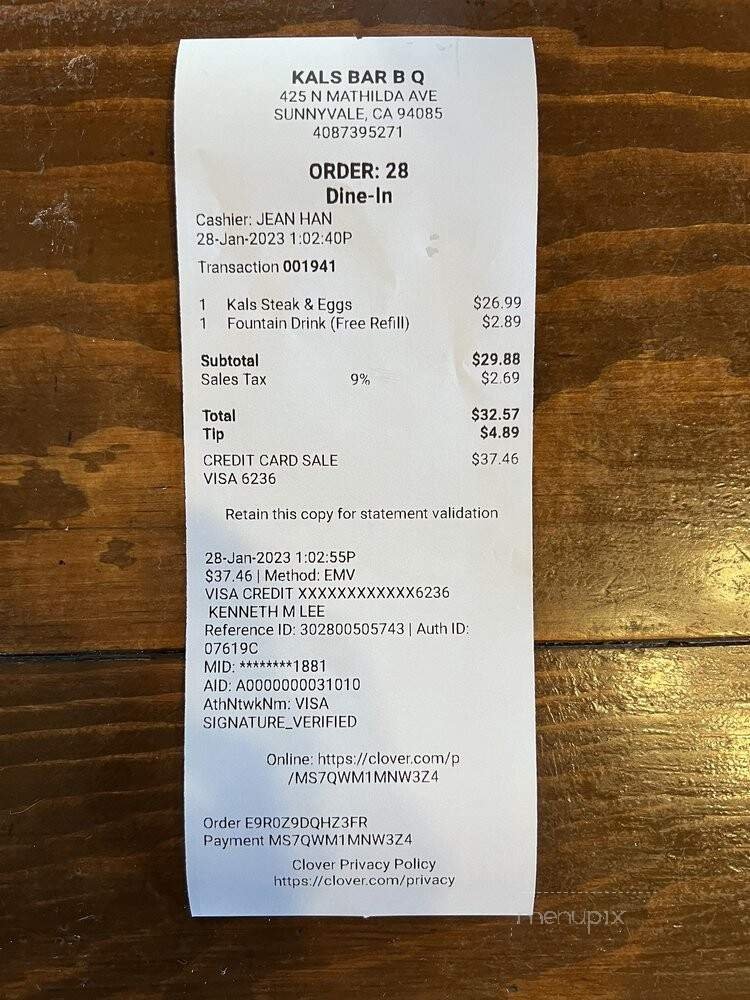 KALS BAR B Q
425 N MATHILDA AVE
SUNNYVALE, CA 94085
4087395271
ORDER: 28
Dine-In
Cashier: JEAN HAN
28-Jan-2023 1:02:40P
Transaction 001941
1 Kals Steak & Eggs $26.99
1 Fountain Drink (Free Refill) $2.89
Subtotal $29.88
Sales Tax 9% $2.69
Total $32.57
Tip $4.89
CREDIT CARD SALE $37.46
VISA 6236
Retain this copy for statement validation
28-Jan-2023 1:02:55P
$37.46 | Method: EMV
VISA CREDIT XXXXXXXXXXXX6236
KENNETH M LEE
Reference ID: 302800505743 | Auth ID:
07619C
MID: ********1881
AID: A0000000031010
AthNtwkNm: VISA
SIGNATURE_VERIFIED
Online: https://clover.com/p
/MS7QWM1MNW3Z4
Order E9R0Z9DQHZ3FR
Payment MS7QWM1MNW3Z4
Clover Privacy Policy
https://clover.com/privacy
menupix